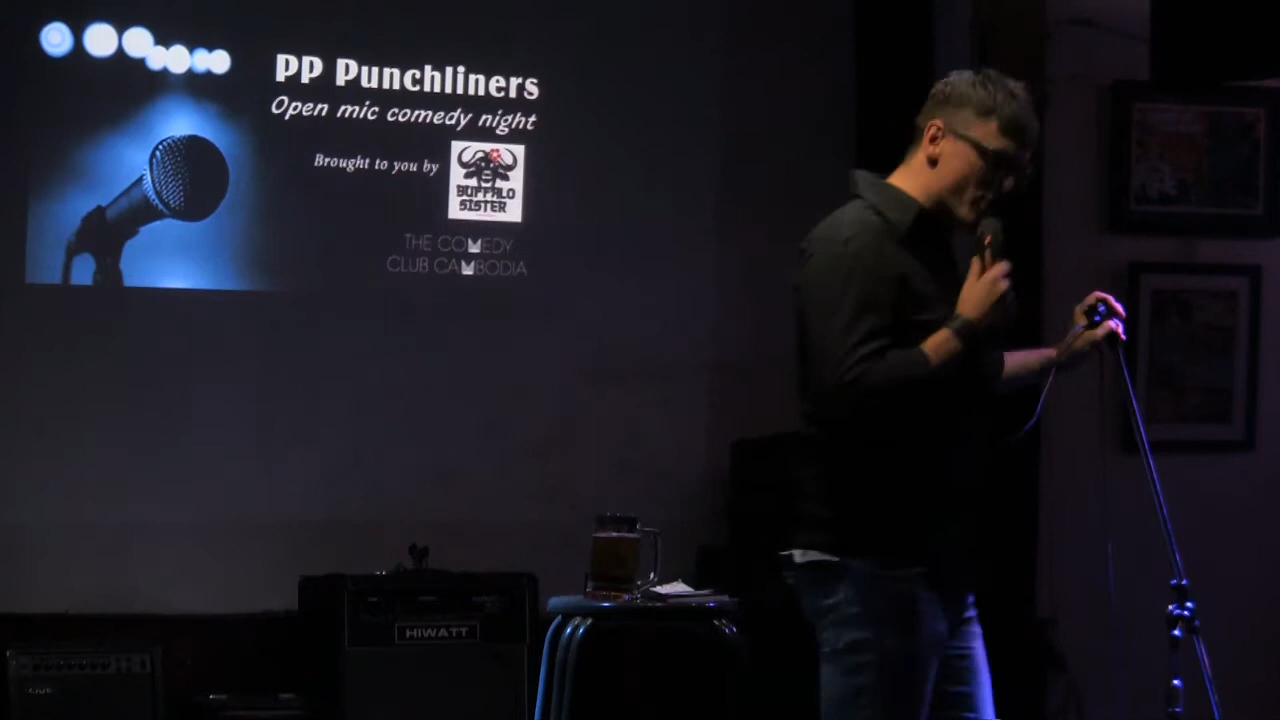 PP Punchliners
Open mic comedy night
Brought to you by
BUFFALO
SISTER
THE COMEDY
CLUB CAMBODIA
HIWATT